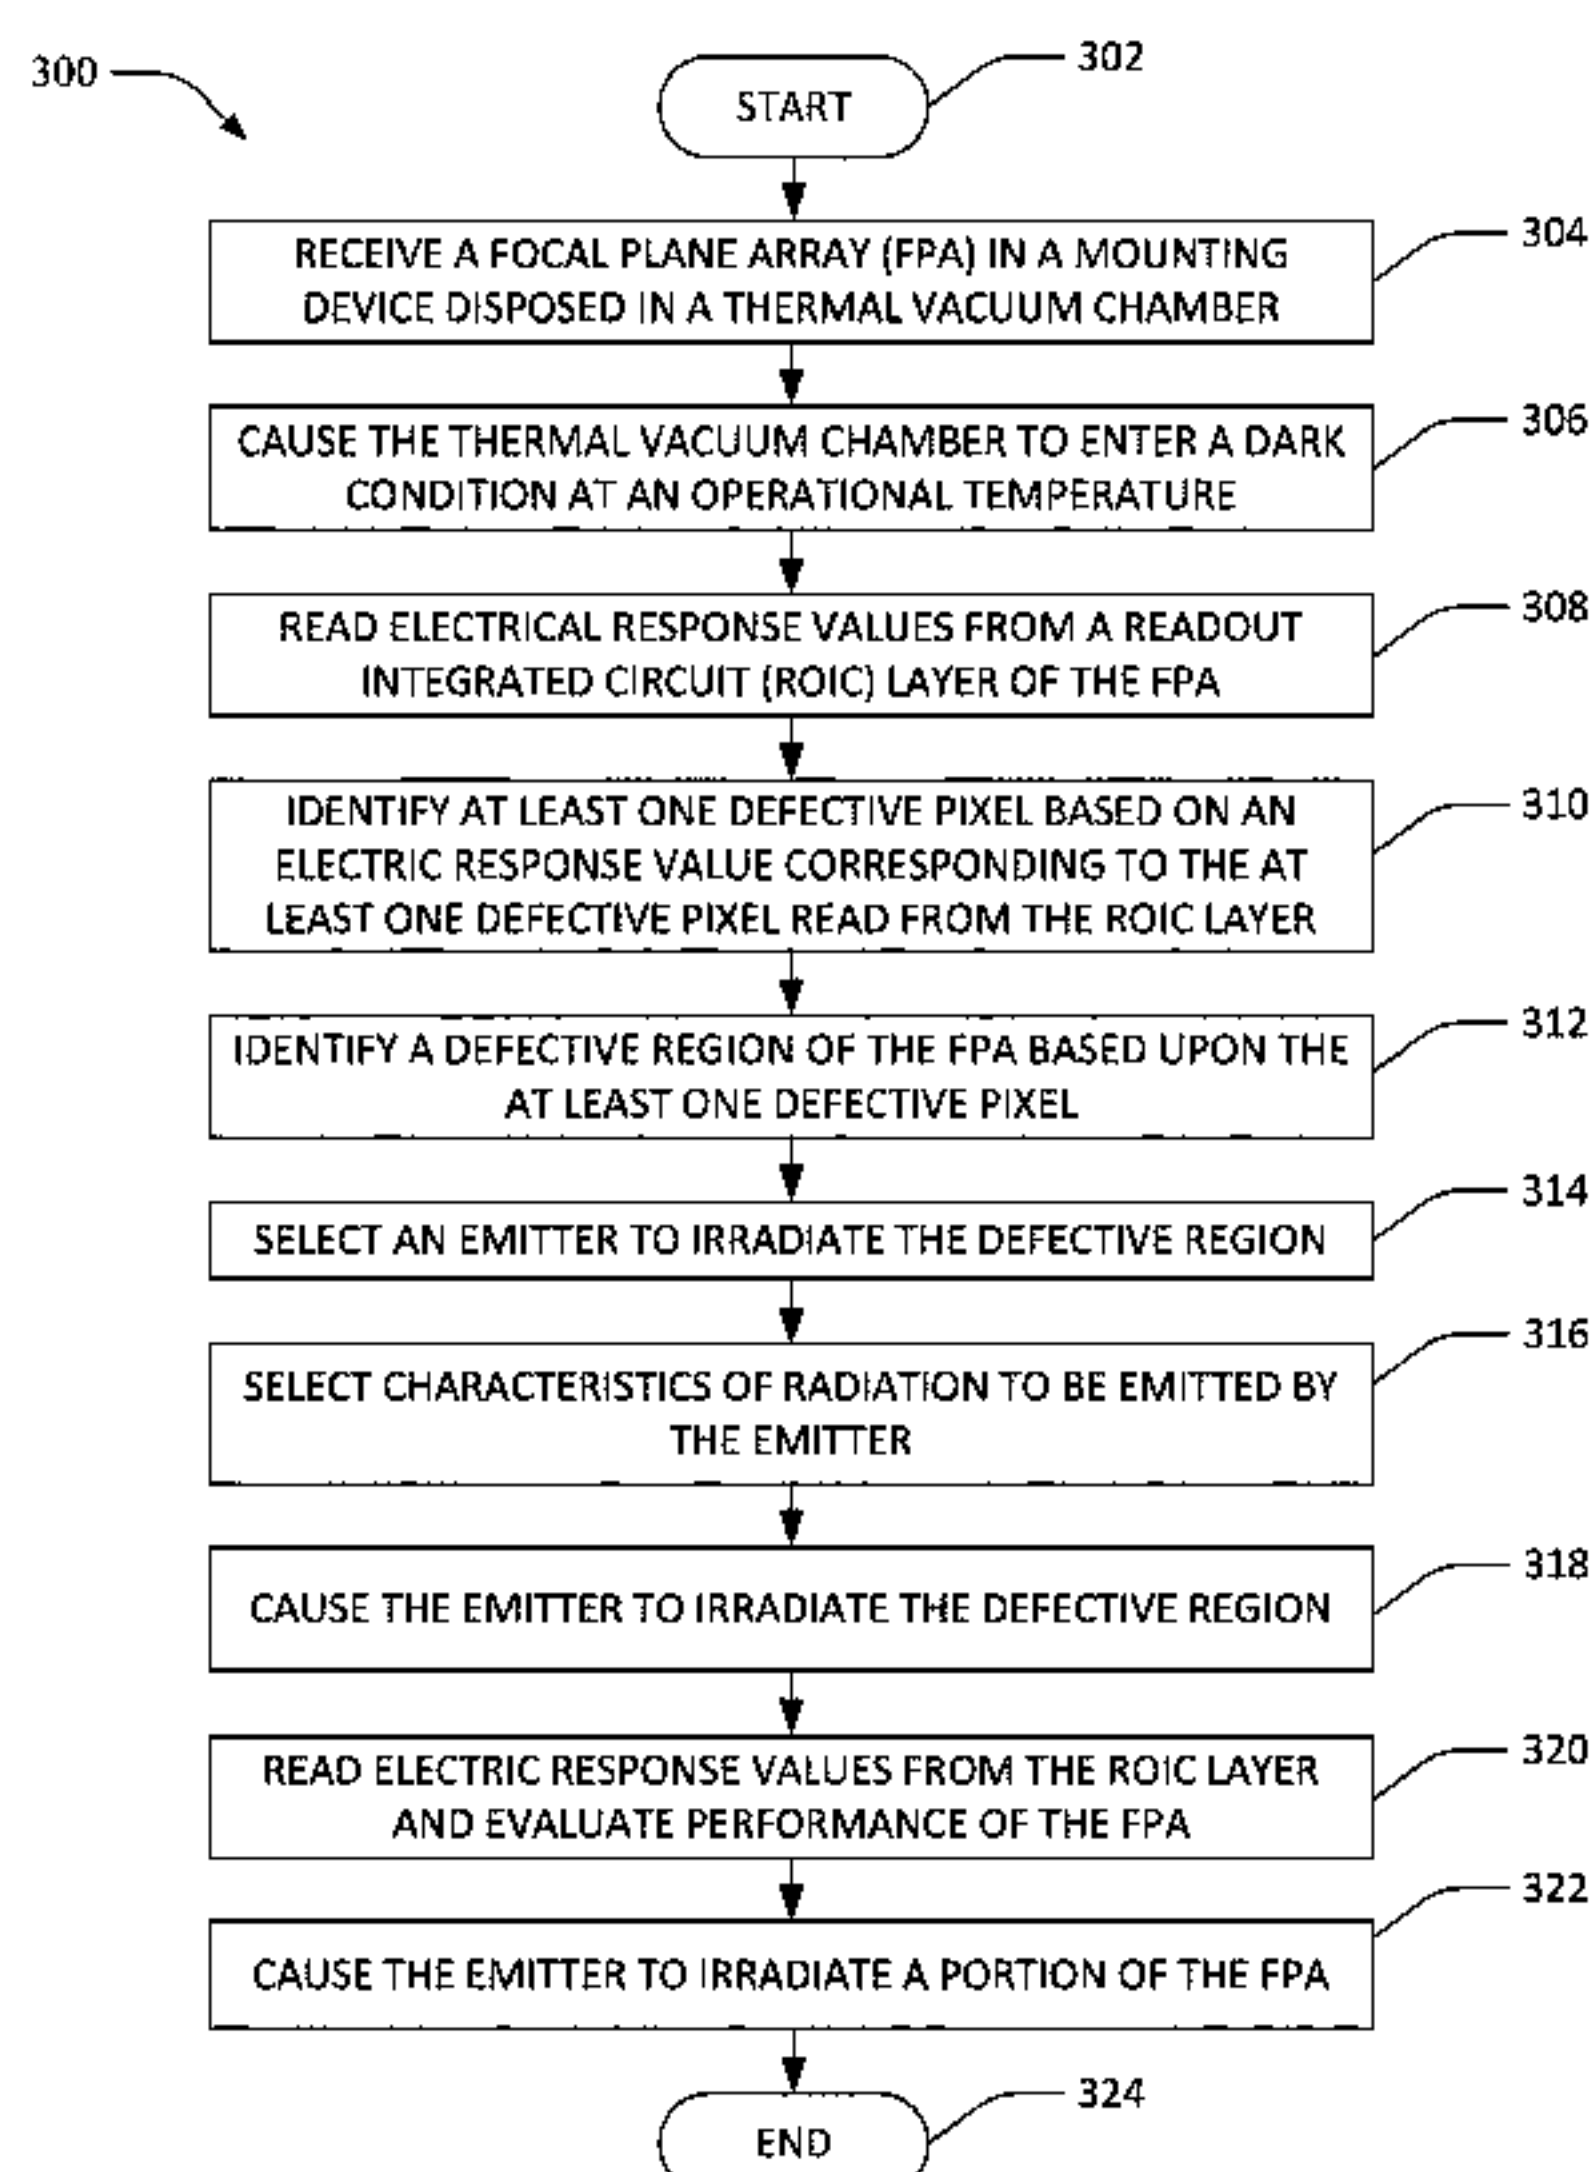 300
302
START
304
RECEIVE A FOCAL PLANE ARRAY (FPA) IN A MOUNTING
DEVICE DISPOSED IN A THERMAL VACUUM CHAMBER
306
CAUSE THE THERMAL VACUUM CHAMBER TO ENTER A DARK
CONDITION AT AN OPERATIONAL TEMPERATURE
308
READ ELECTRICAL RESPONSE VALUES FROM A READOUT
INTEGRATED CIRCUIT (ROIC) LAYER OF THE FPA
310
IDENTIFY AT LEAST ONE DEFECTIVE PIXEL BASED ON AN
ELECTRIC RESPONSE VALUE CORRESPONDING TO THE AT
LEAST ONE DEFECTIVE PIXEL READ FROM THE ROIC LAYER
312
IDENTIFY A DEFECTIVE REGION OF THE FPA BASED UPON THE
AT LEAST ONE DEFECTIVE PIXEL
314
SELECT AN EMITTER TO IRRADIATE THE DEFECTIVE REGION
316
SELECT CHARACTERISTICS OF RADIATION TO BE EMITTED BY
THE EMITTER
318
CAUSE THE EMITTER TO IRRADIATE THE DEFECTIVE REGION
320
READ ELECTRIC RESPONSE VALUES FROM THE ROIC LAYER
AND EVALUATE PERFORMANCE OF THE FPA
322
CAUSE THE EMITTER TO IRRADIATE A PORTION OF THE FPA
324
END